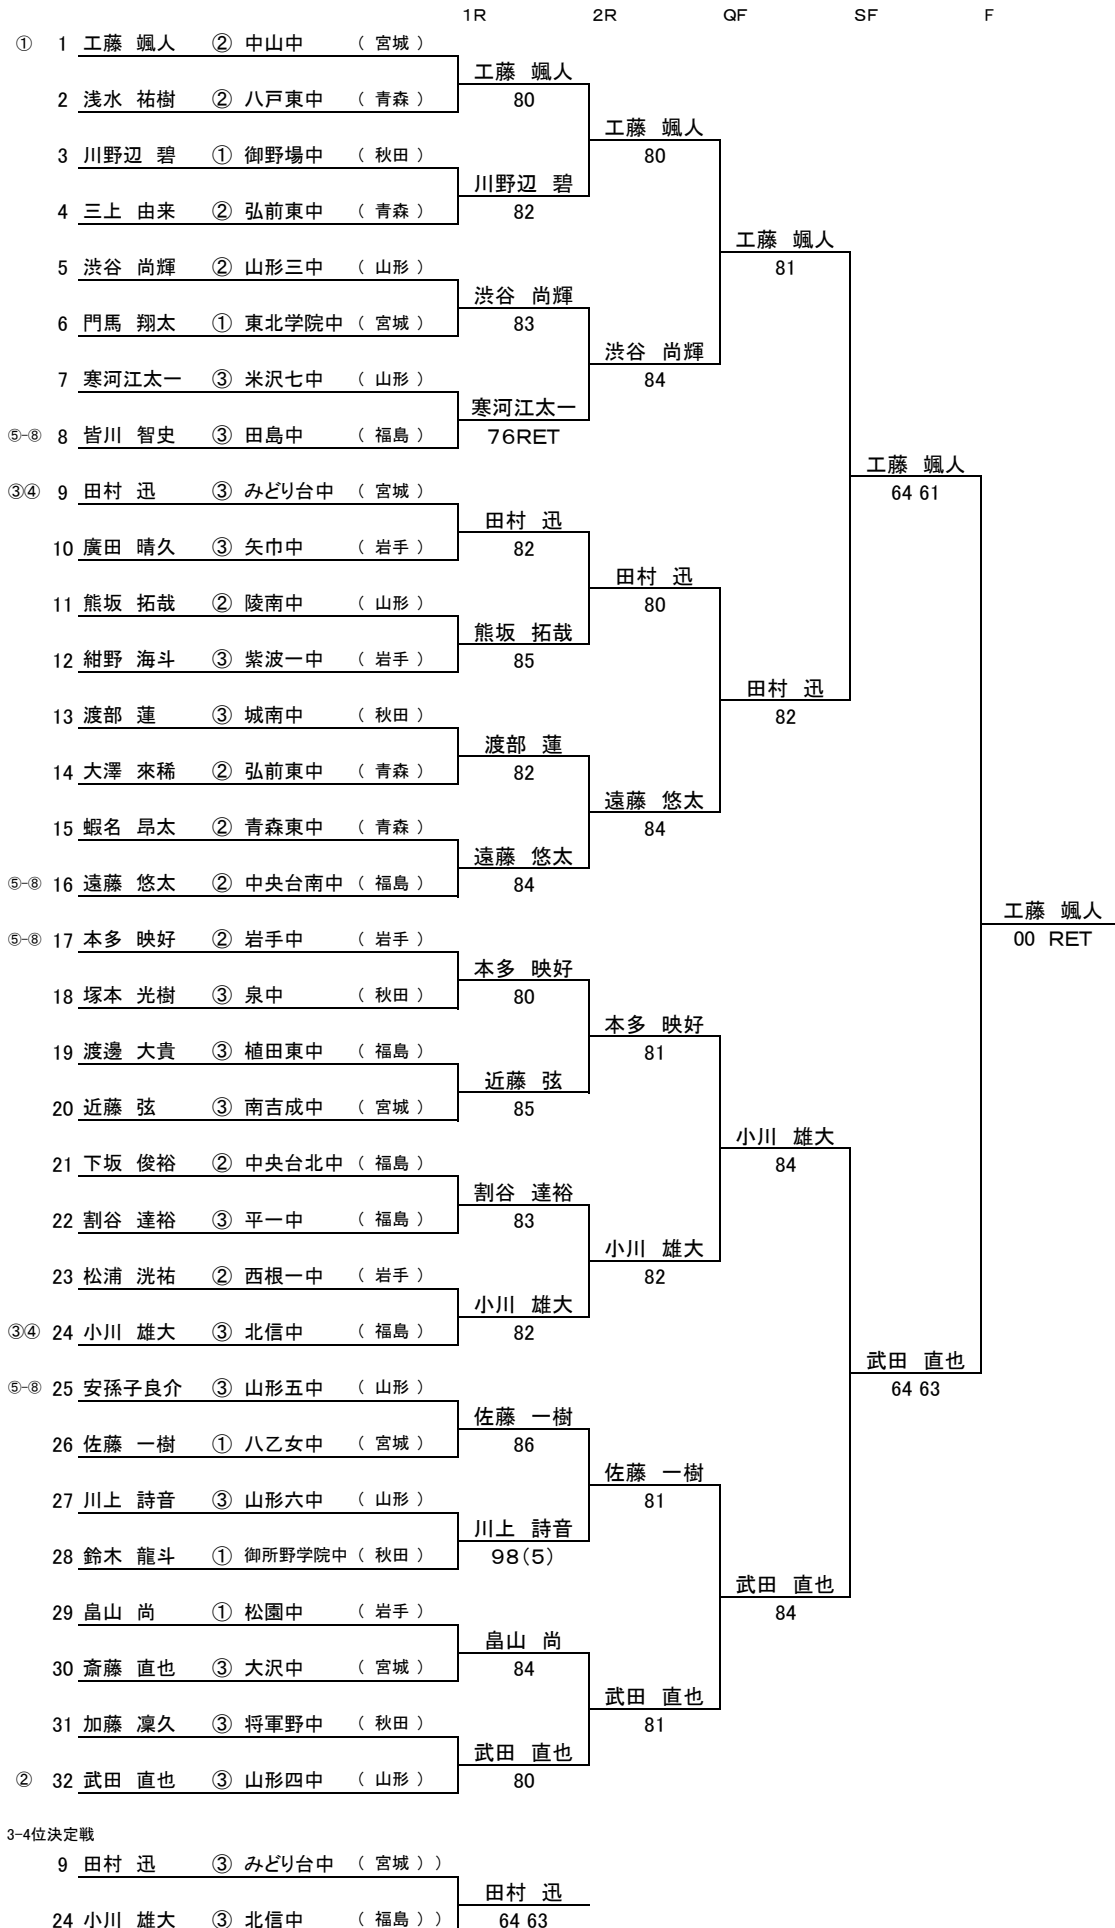 1R 2R QF SF F
① 1 工藤 颯人 ② 中山中 ( 宮城 )
工藤 颯人
2 浅水 祐樹 ② 八戸東中 ( 青森 ) 80
工藤 颯人
3 川野辺 碧 ① 御野場中 ( 秋田 ) 80
川野辺 碧
4 三上 由来 ② 弘前東中 ( 青森 ) 82
工藤 颯人
5 渋谷 尚輝 ② 山形三中 ( 山形 ) 81
渋谷 尚輝
6 門馬 翔太 ① 東北学院中 ( 宮城 ) 83
渋谷 尚輝
7 寒河江太一 ③ 米沢七中 ( 山形 ) 84
寒河江太一
⑤-⑧ 8 皆川 智史 ③ 田島中 ( 福島 ) 76RET
工藤 颯人
③④ 9 田村 迅 ③ みどり台中 ( 宮城 ) 64 61
田村 迅
10 廣田 晴久 ③ 矢巾中 ( 岩手 ) 82
田村 迅
11 熊坂 拓哉 ② 陵南中 ( 山形 ) 80
熊坂 拓哉
12 紺野 海斗 ③ 紫波一中 ( 岩手 ) 85
田村 迅
13 渡部 蓮 ③ 城南中 ( 秋田 ) 82
渡部 蓮
14 大澤 來稀 ② 弘前東中 ( 青森 ) 82
遠藤 悠太
15 蝦名 昂太 ② 青森東中 ( 青森 ) 84
遠藤 悠太
⑤-⑧ 16 遠藤 悠太 ② 中央台南中 ( 福島 ) 84
工藤 颯人
⑤-⑧ 17 本多 映好 ② 岩手中 ( 岩手 ) 00 RET
本多 映好
18 塚本 光樹 ③ 泉中 ( 秋田 ) 80
本多 映好
19 渡邊 大貴 ③ 植田東中 ( 福島 ) 81
近藤 弦
20 近藤 弦 ③ 南吉成中 ( 宮城 ) 85
小川 雄大
21 下坂 俊裕 ② 中央台北中 ( 福島 ) 84
割谷 達裕
22 割谷 達裕 ③ 平一中 ( 福島 ) 83
小川 雄大
23 松浦 洸祐 ② 西根一中 ( 岩手 ) 82
小川 雄大
③④ 24 小川 雄大 ③ 北信中 ( 福島 ) 82
武田 直也
⑤-⑧ 25 安孫子良介 ③ 山形五中 ( 山形 ) 64 63
佐藤 一樹
26 佐藤 一樹 ① 八乙女中 ( 宮城 ) 86
佐藤 一樹
27 川上 詩音 ③ 山形六中 ( 山形 ) 81
川上 詩音
28 鈴木 龍斗 ① 御所野学院中 ( 秋田 ) 98(5)
武田 直也
29 畠山 尚 ① 松園中 ( 岩手 ) 84
畠山 尚
30 斎藤 直也 ③ 大沢中 ( 宮城 ) 84
武田 直也
31 加藤 凜久 ③ 将軍野中 ( 秋田 ) 81
武田 直也
② 32 武田 直也 ③ 山形四中 ( 山形 ) 80
3-4位決定戦
9 田村 迅 ③ みどり台中 ( 宮城 ) )
田村 迅
24 小川 雄大 ③ 北信中 ( 福島 ) ) 64 63